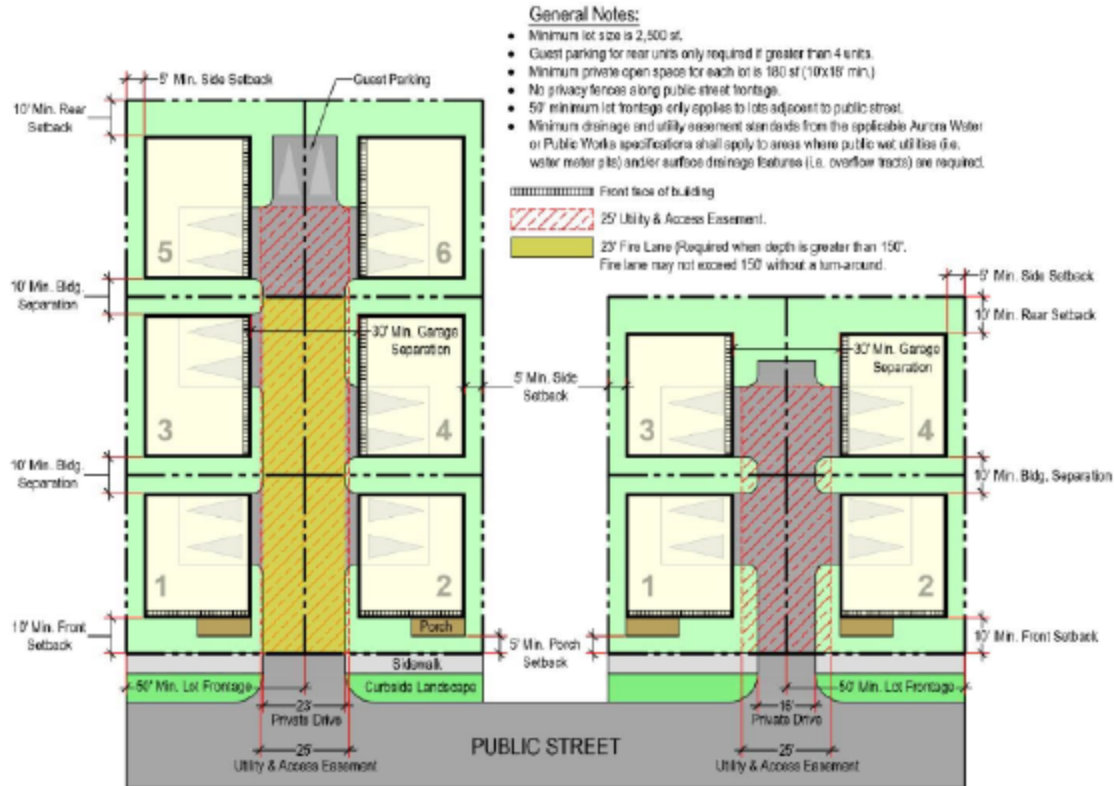 General Notes:
• Minimum lot size is 2,500 sf.
• Guest parking for rear units only required if greater than 4 units.
• Minimum private open space for each lot is 180 sf (10'x18' min.)
• No privacy fences along public street frontage.
• 50' minimum lot frontage only applies to lots adjacent to public street.
• Minimum drainage and utility easement standards from the applicable Aurora Water
or Public Works specifications shall apply to areas where public wet utilities (i.e.
water meter pits) and/or surface drainage features (i.e. overflow tracts) are required.
Front face of building
25' Utility & Access Easement.
23' Fire Lane (Required when depth is greater than 150'.
Fire lane may not exceed 150' without a turn-around.
5' Min. Side Setback
Guest Parking
10' Min. Rear
Setback
5
6
10' Min. Bldg.
Separation
30' Min. Garage
Separation
3
4
10' Min. Bldg.
Separation
1
2
10' Min. Front
Setback
Porch
Sidewalk
50' Min. Lot Frontage
Curbside Landscape
23'
Private Drive
25'
Utility & Access Easement
5' Min. Side
Setback
5' Min. Porch
Setback
PUBLIC STREET
5' Min. Side Setback
10' Min. Rear Setback
30' Min. Garage
Separation
3
4
10' Min. Bldg. Separation
1
2
10' Min. Front Setback
50' Min. Lot Frontage
16'
Private Drive
25'
Utility & Access Easement